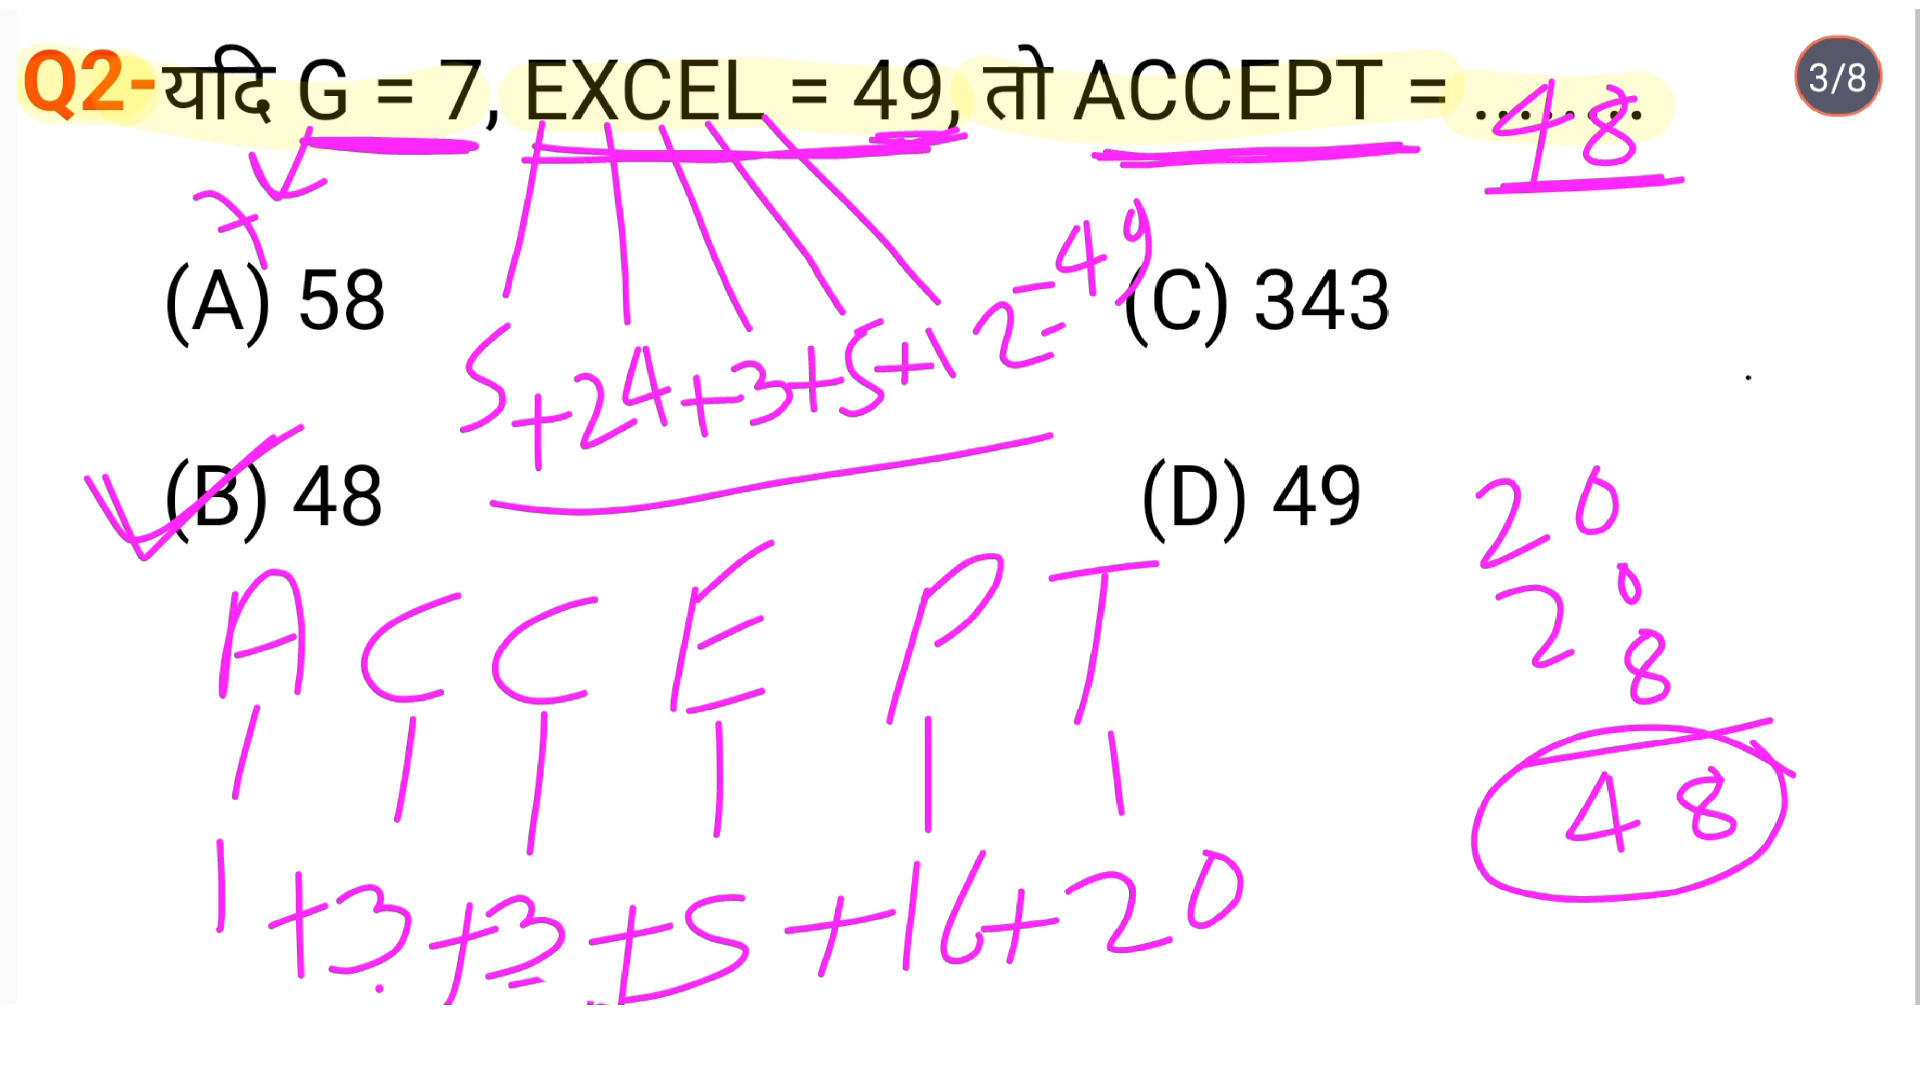 Q2-यदि G = 7, EXCEL = 49, तो ACCEPT = ........ 48
3/8
7
(A) 58
(C) 343
5+24+3+5+12=49
(B) 48
(D) 49
20
28
48
A C C E P T
1+3+3+5+16+20